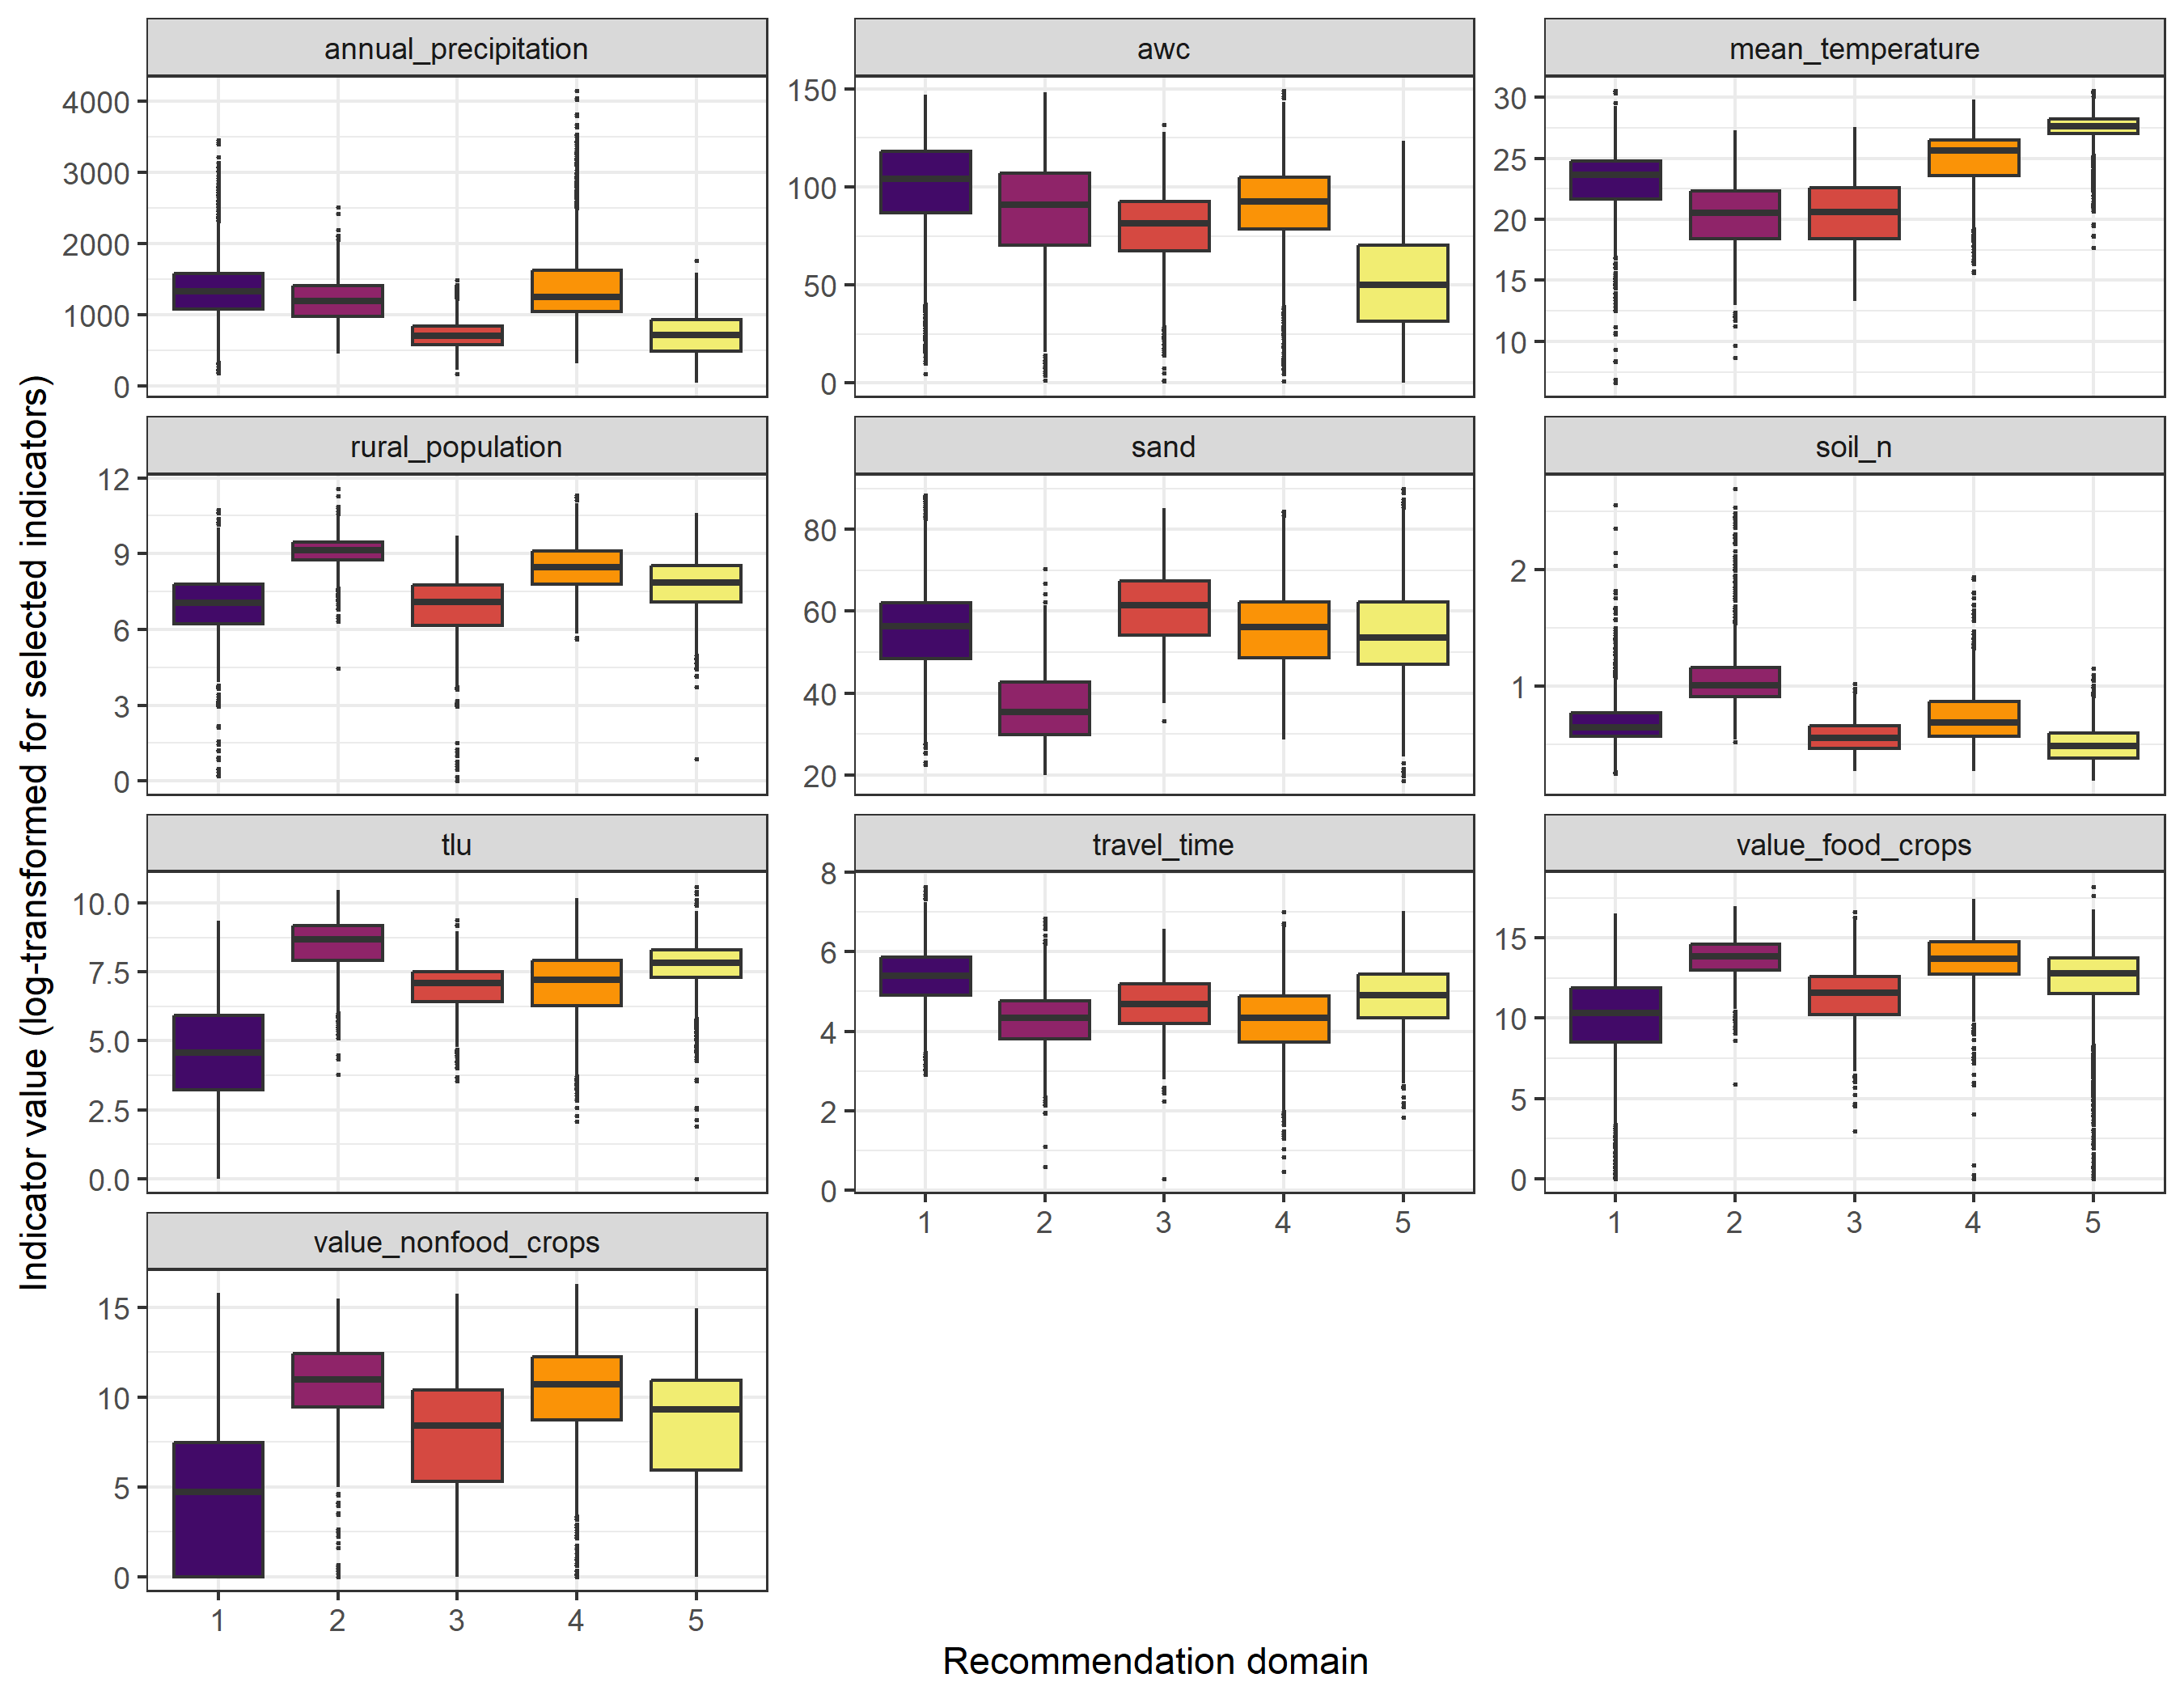 annual_precipitation
4000
3000
2000
1000
0
awc
150
100
50
0
mean_temperature
30
25
20
15
10
rural_population
12
9
6
3
0
sand
80
60
40
20
soil_n
2
1
tlu
10.0
7.5
5.0
2.5
0.0
travel_time
8
6
4
2
0
1 2 3 4 5
value_food_crops
15
10
5
0
1 2 3 4 5
value_nonfood_crops
15
10
5
0
1 2 3 4 5
Indicator value (log-transformed for selected indicators)
Recommendation domain